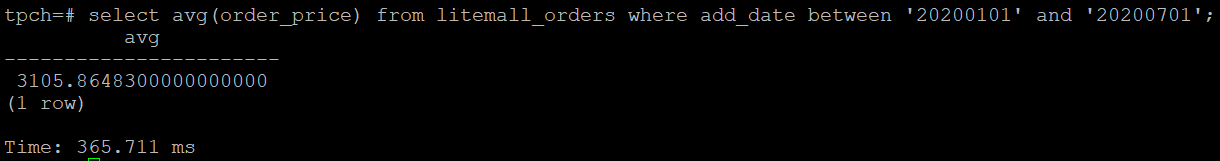 tpch=# select avg(order_price) from litemall_orders where add_date between '20200101' and '20200701';
avg
-----------------------
3105.8648300000000000
(1 row)
Time: 365.711 ms